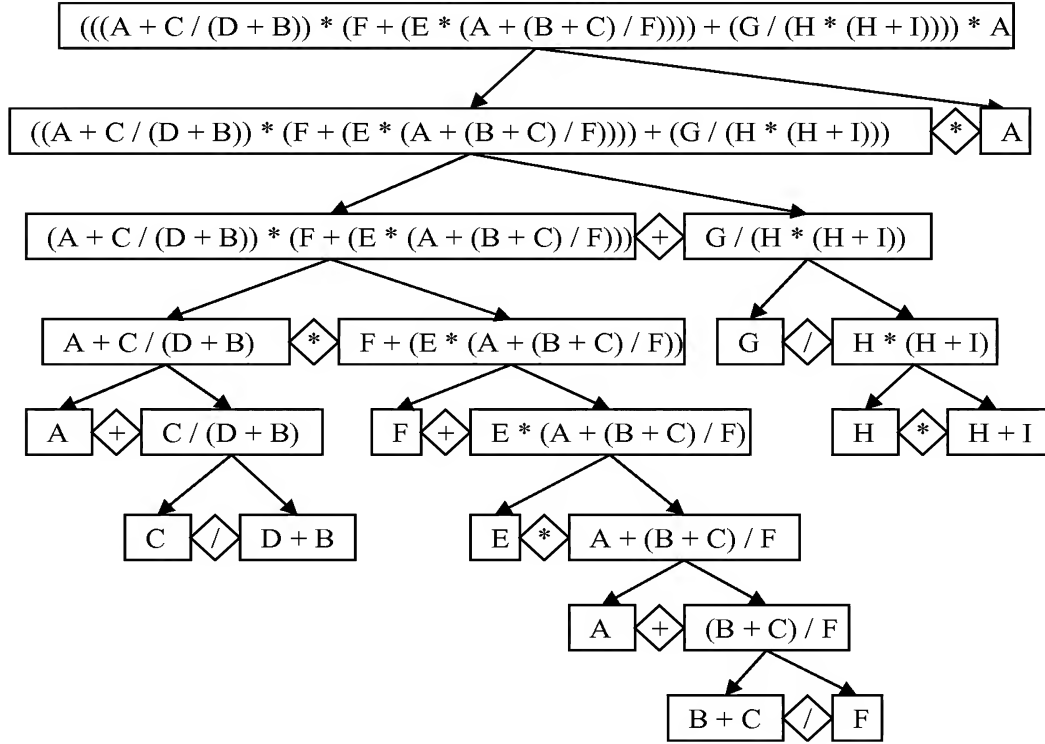 (((A + C / (D + B)) * (F + (E * (A + (B + C) / F)))) + (G / (H * (H + I)))) * A
((A + C / (D + B)) * (F + (E * (A + (B + C) / F)))) + (G / (H * (H + I))) * A
(A + C / (D + B)) * (F + (E * (A + (B + C) / F))) + G / (H * (H + I))
A + C / (D + B) * F + (E * (A + (B + C) / F)) G / H * (H + I)
A + C / (D + B) F + E * (A + (B + C) / F) H * H + I
C / D + B E * A + (B + C) / F
A + (B + C) / F
B + C / F